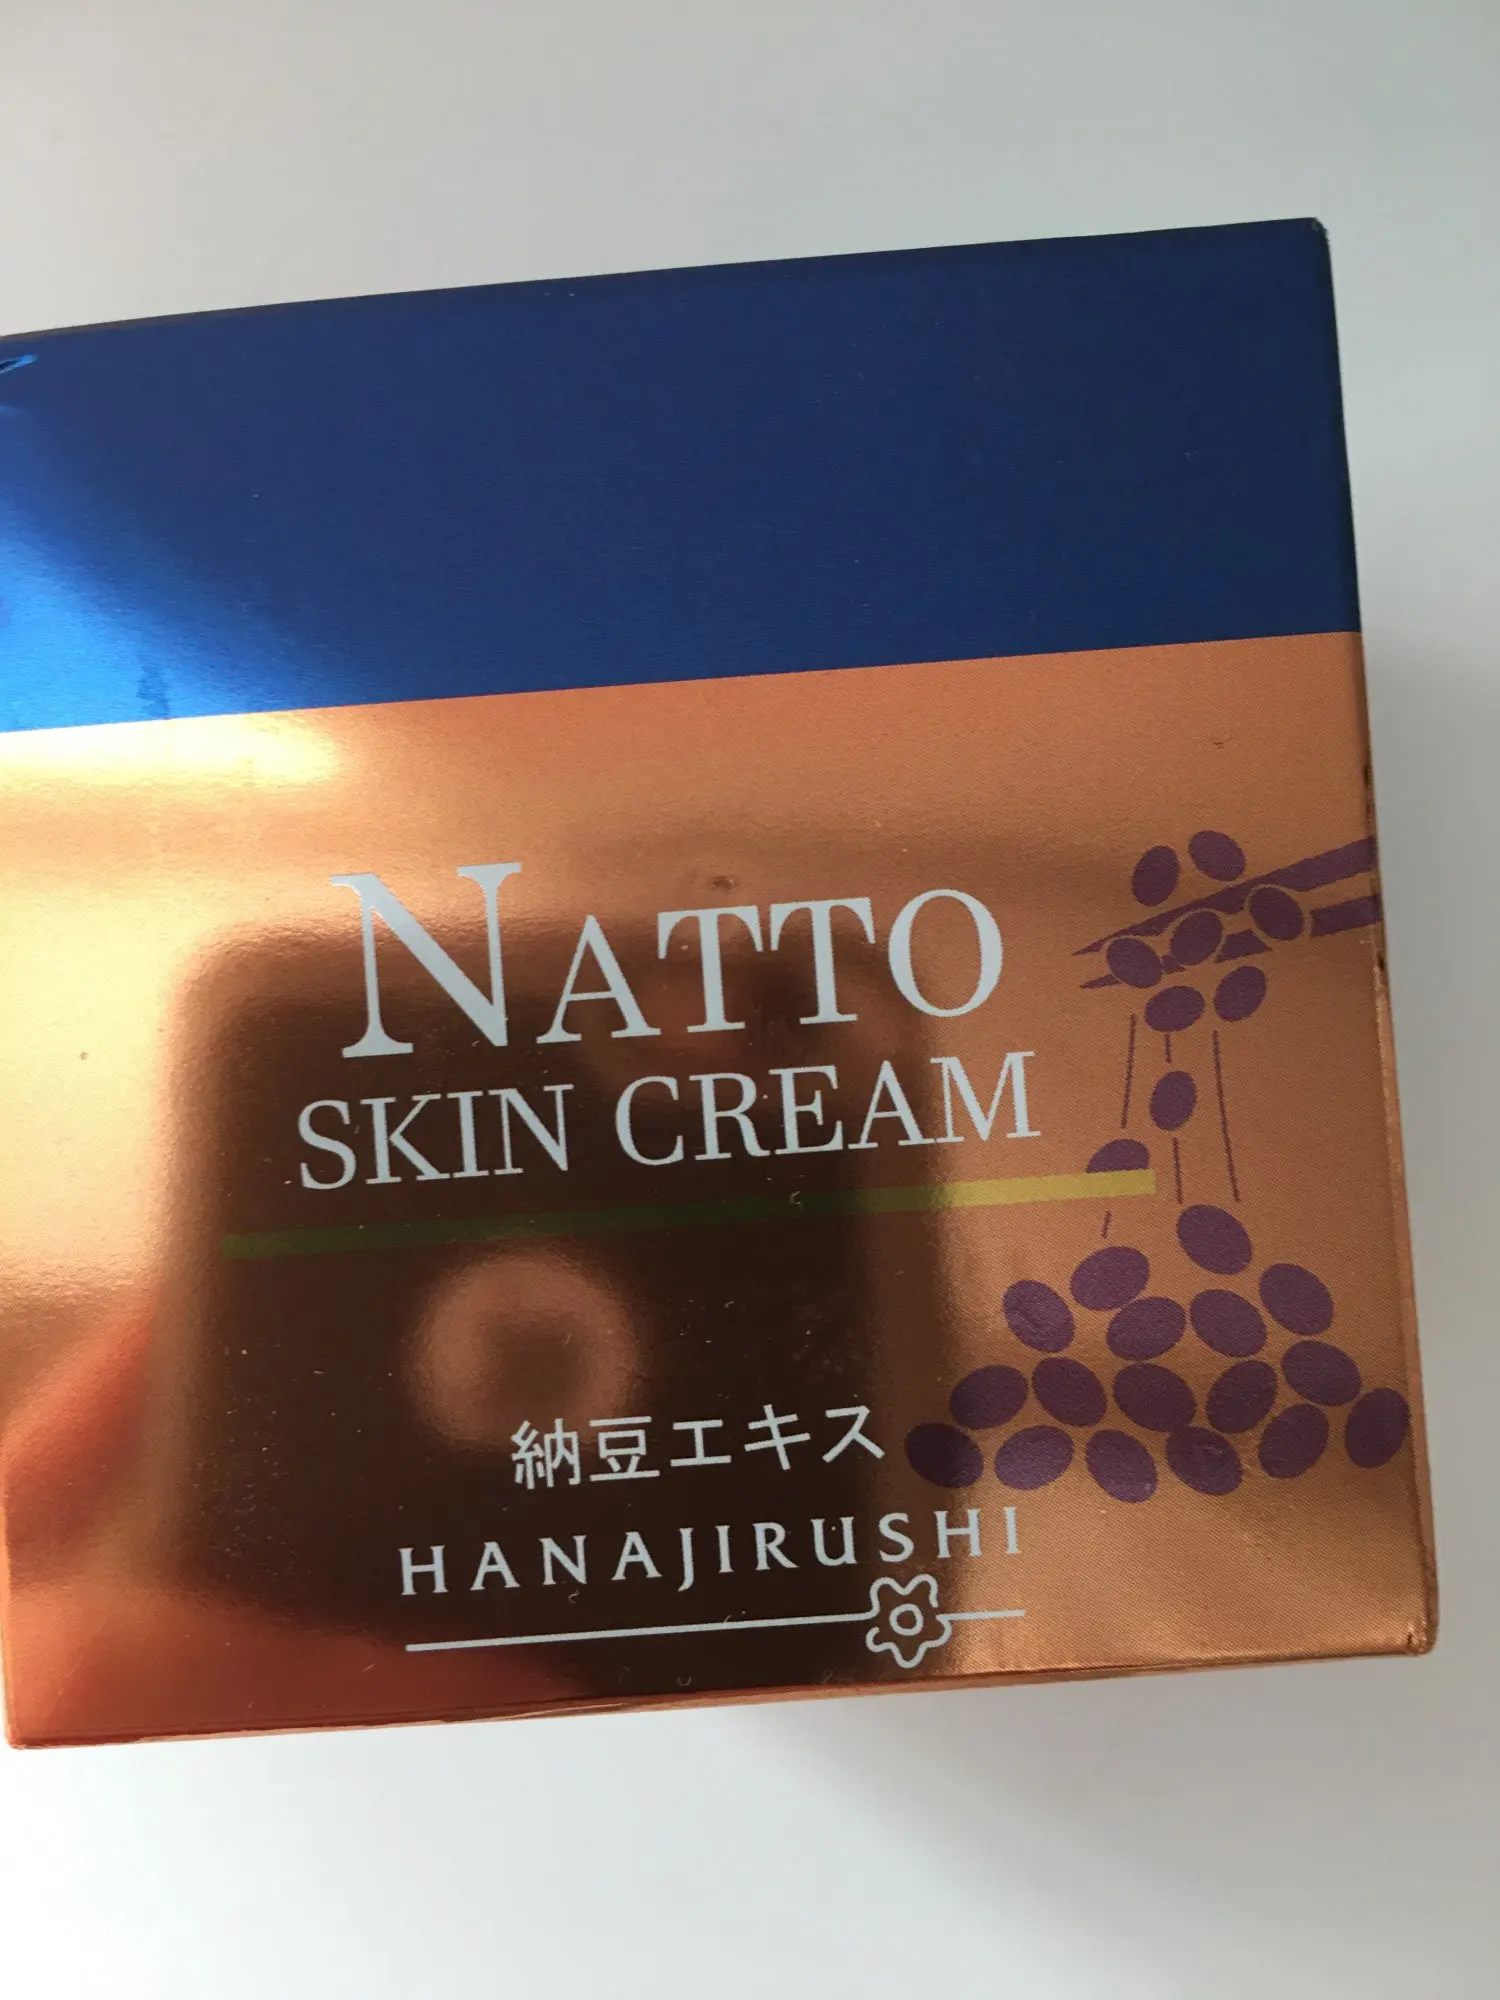 NATTO
SKIN CREAM
納豆エキス
HANAJIRUSHI